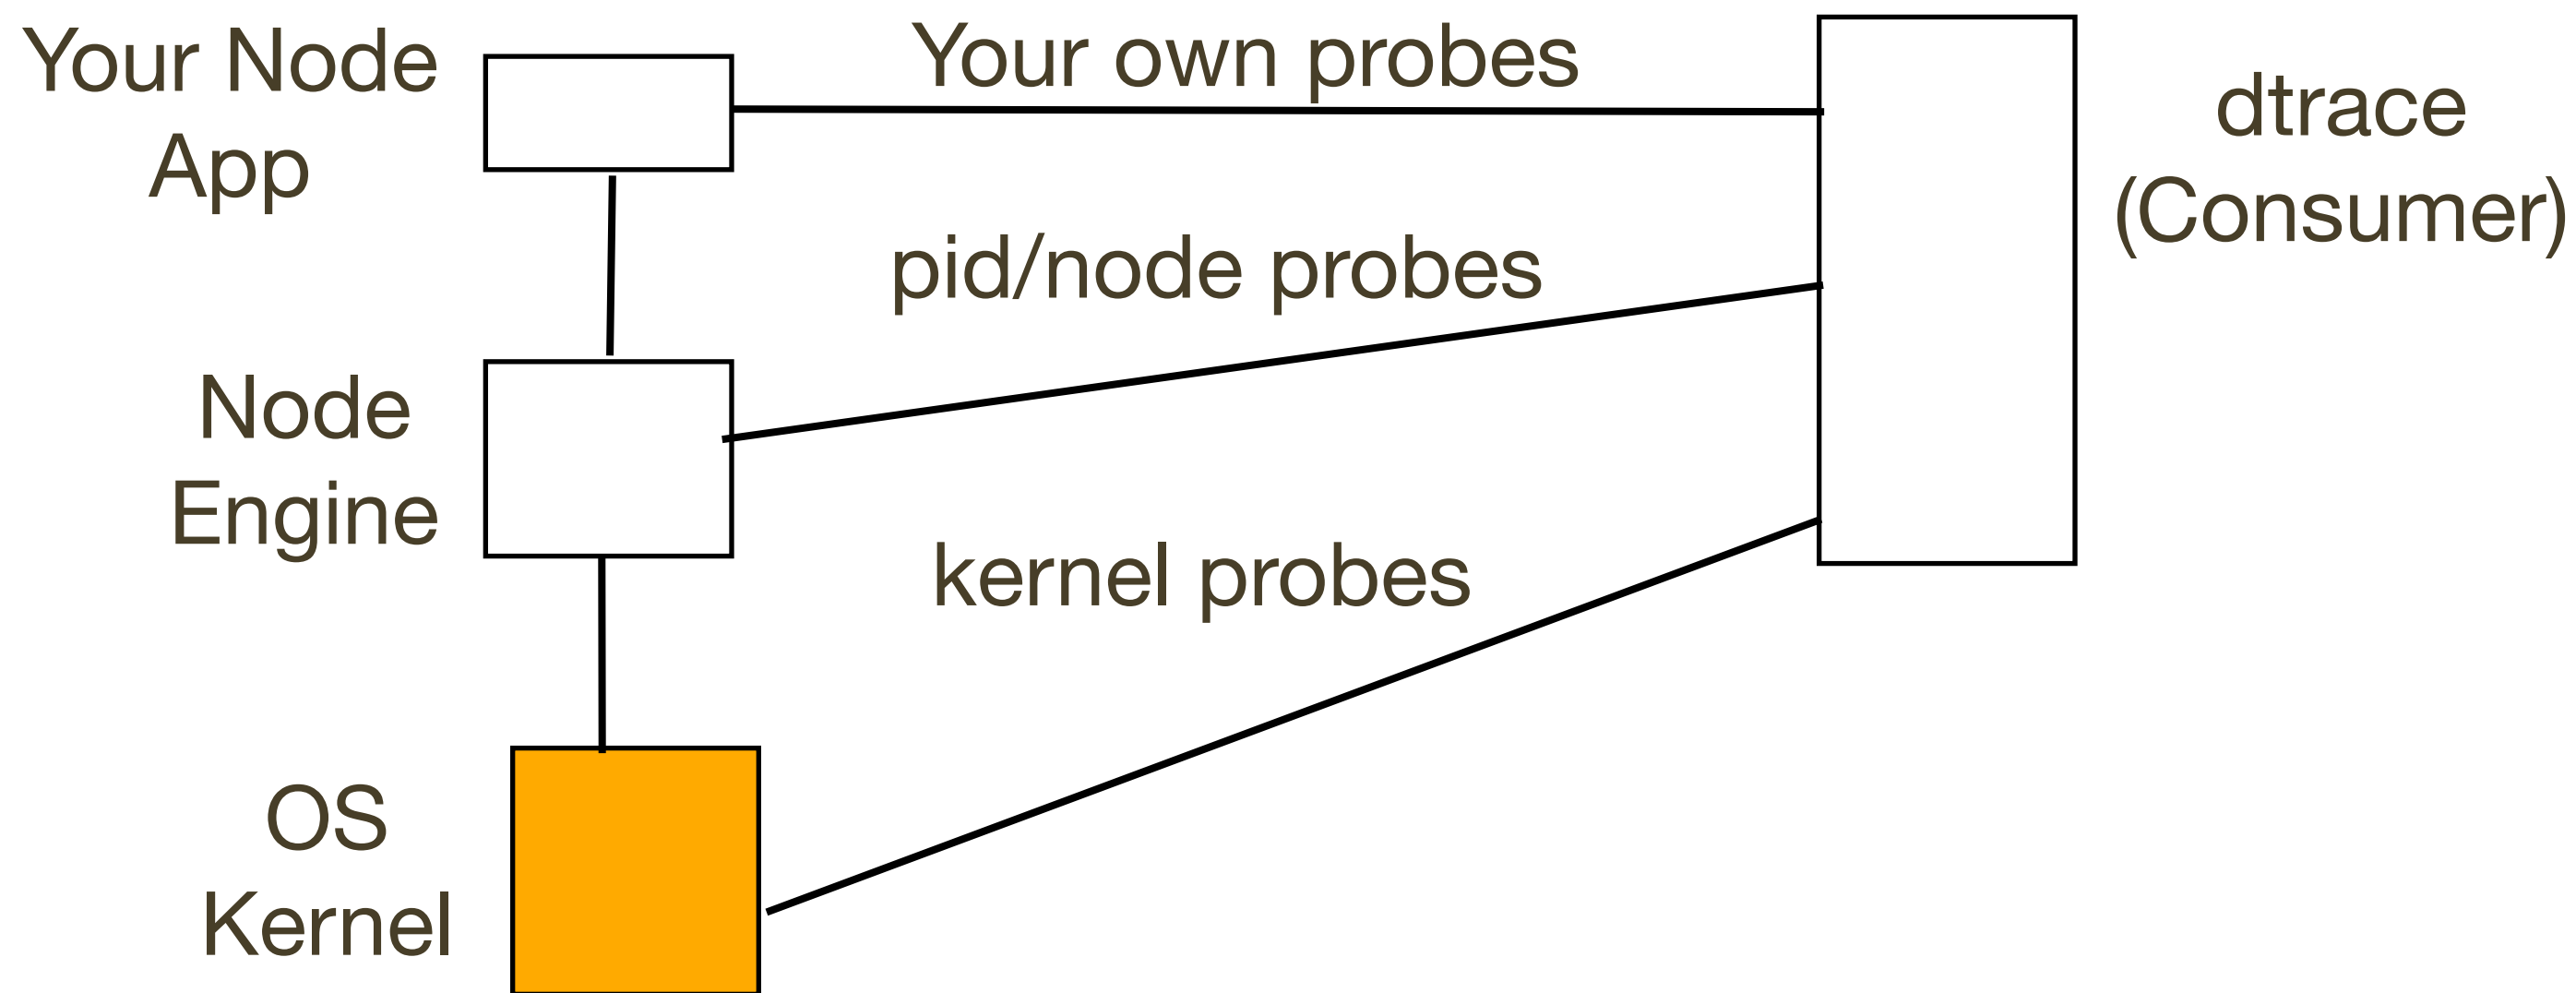 Your Node
App
Your own probes
dtrace
(Consumer)
pid/node probes
Node
Engine
kernel probes
OS
Kernel